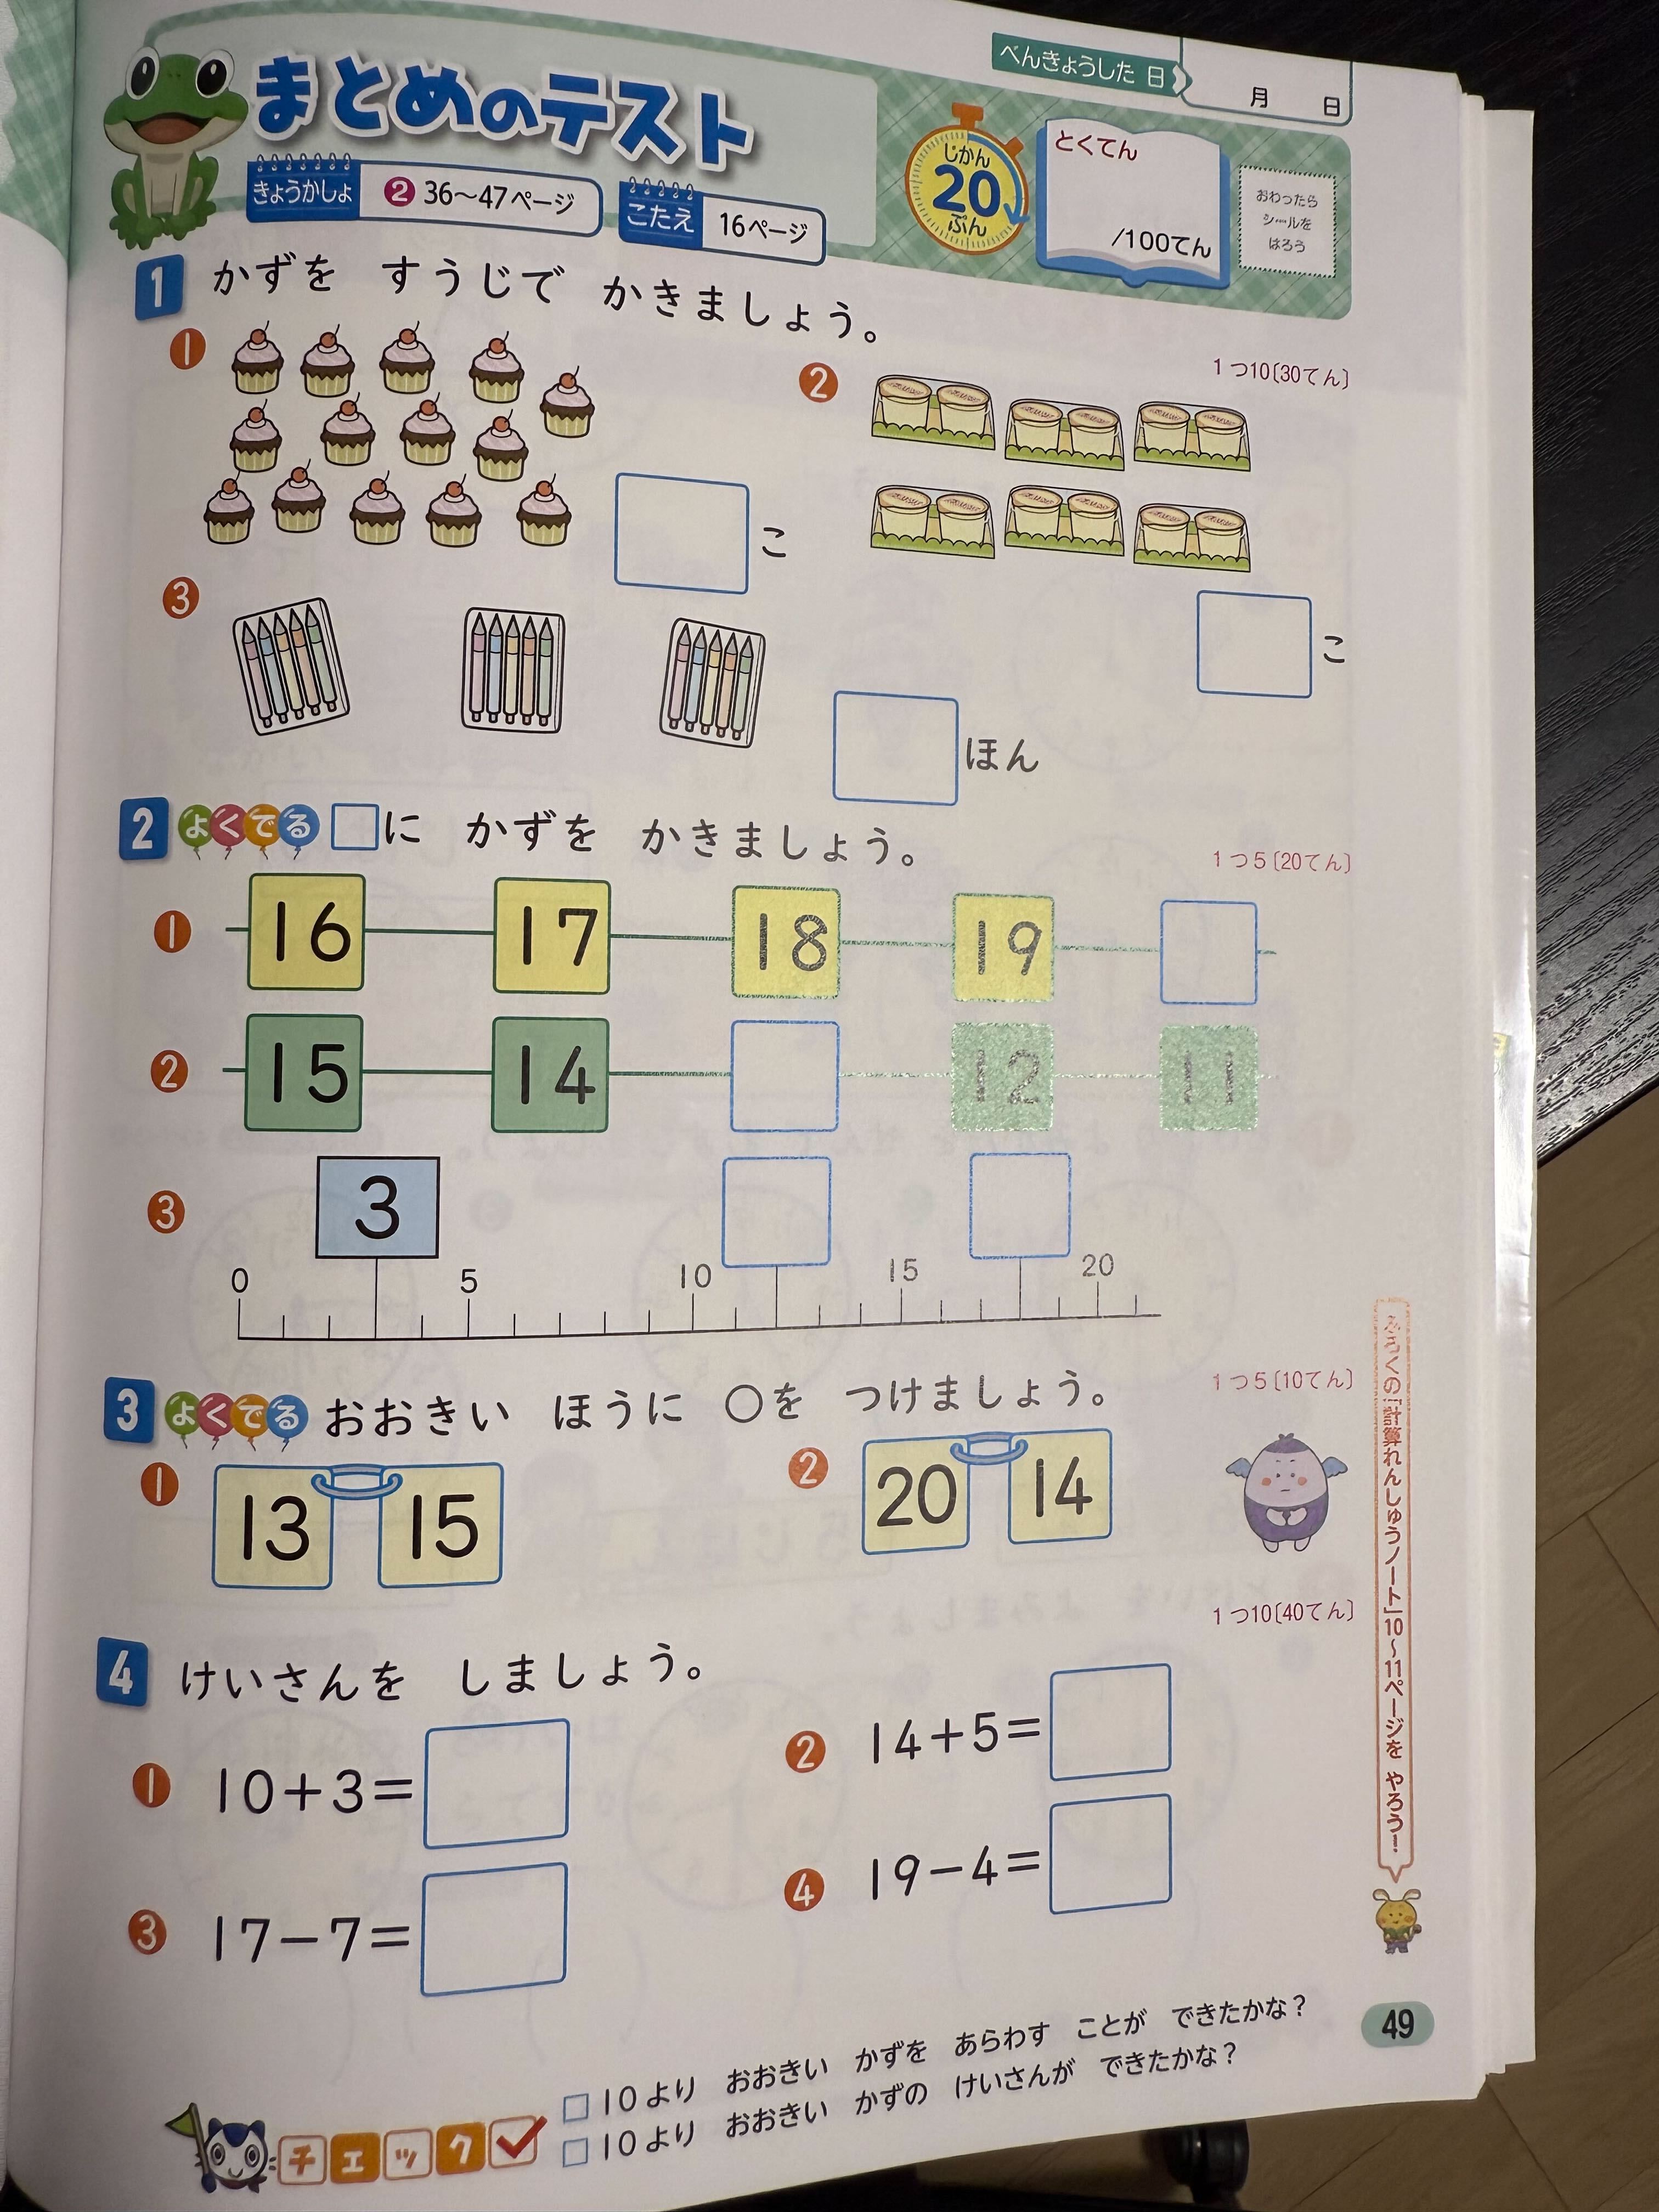 べんきょうした 日
月 日
まとめのテスト
きょうかしょ ❷ 36〜47ページ
こたえ 16ページ
じかん 20 ぷん
とくてん
/100てん
おわったら
シールを
はろう
1 かずを すうじで かきましょう。
1つ10〔30てん〕
❶ こ
❷ こ
❸ ほん
2 よくでる □に かずを かきましょう。
1つ5〔20てん〕
❶ 16 17 18 19
❷ 15 14 12 11
❸ 3
0 5 10 15 20
3 よくでる おおきい ほうに ○を つけましょう。
1つ5〔10てん〕
❶ 13 15
❷ 20 14
4 けいさんを しましょう。
1つ10〔40てん〕
❶ 10+3=
❷ 14+5=
❸ 17−7=
❹ 19−4=
ふろくの「計算れんしゅうノート」10〜11ページを やろう!
チェック
□10より おおきい かずを あらわす ことが できたかな?
□10より おおきい かずの けいさんが できたかな?
49